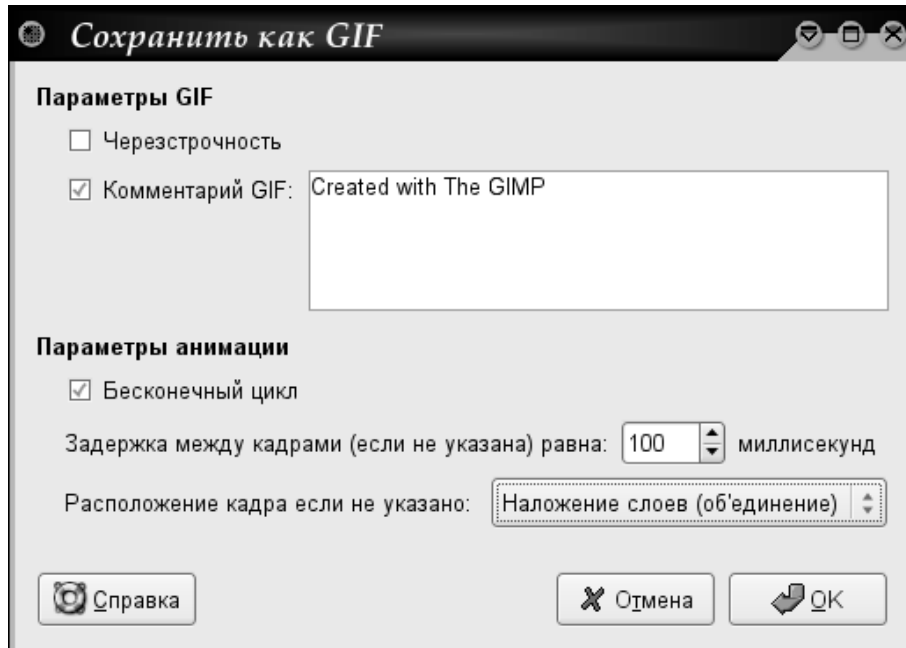 Сохранить как GIF
Параметры GIF
Черезстрочность
Комментарий GIF:
Created with The GIMP
Параметры анимации
Бесконечный цикл
Задержка между кадрами (если не указана) равна: 100 миллисекунд
Расположение кадра если не указано: Наложение слоев (об'единение)
Справка Отмена OK